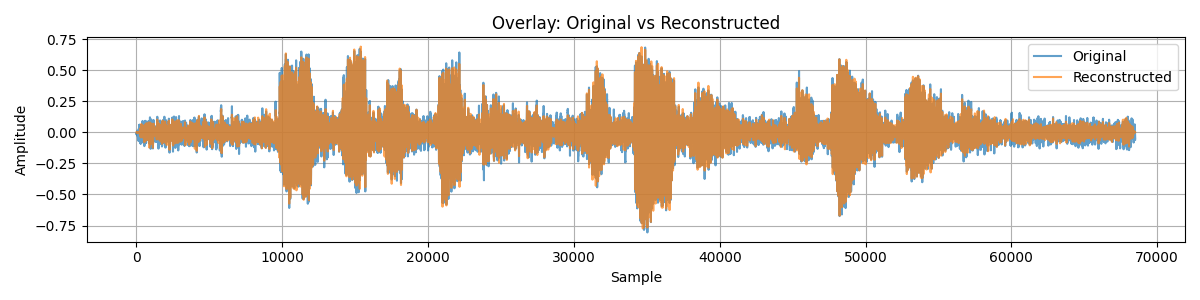 Overlay: Original vs Reconstructed
Original
Reconstructed
Amplitude
0.75
0.50
0.25
0.00
−0.25
−0.50
−0.75
0 10000 20000 30000 40000 50000 60000 70000
Sample